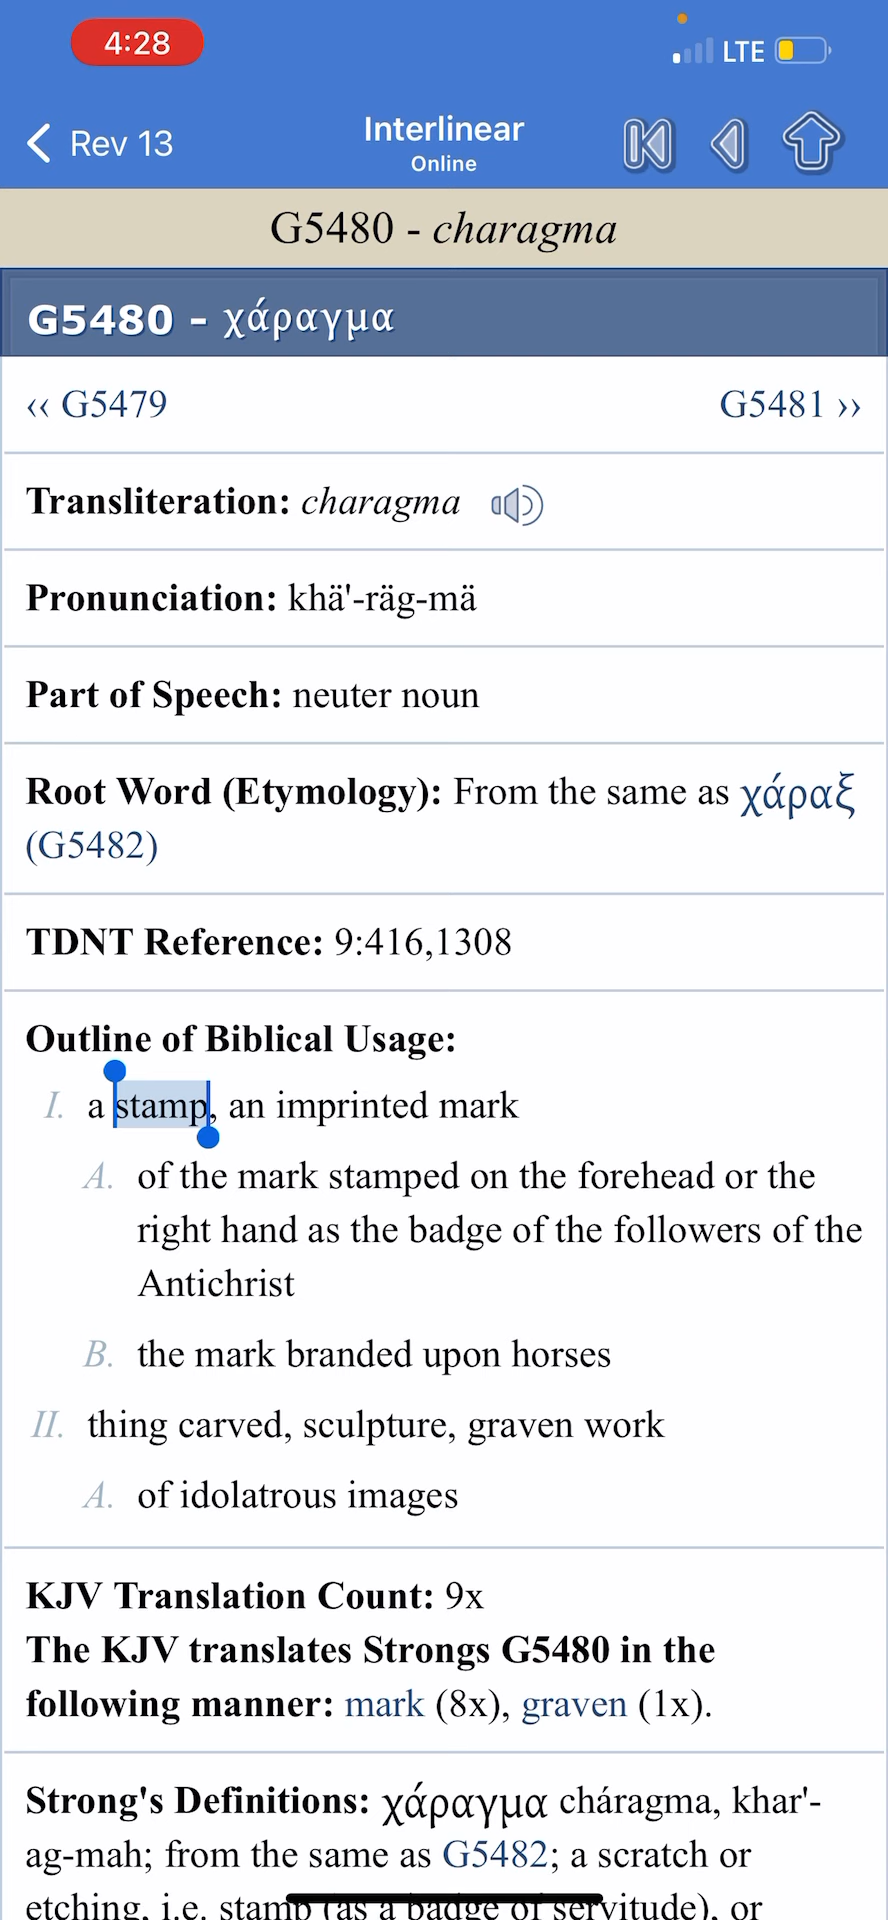 4:28
LTE
Rev 13
Interlinear
Online
G5480 - charagma
G5480 - χάραγμα
‹‹ G5479
G5481 ››
Transliteration: charagma
Pronunciation: khä'-räg-mä
Part of Speech: neuter noun
Root Word (Etymology): From the same as χάραξ
(G5482)
TDNT Reference: 9:416,1308
Outline of Biblical Usage:
I. a stamp, an imprinted mark
A. of the mark stamped on the forehead or the
right hand as the badge of the followers of the
Antichrist
B. the mark branded upon horses
II. thing carved, sculpture, graven work
A. of idolatrous images
KJV Translation Count: 9x
The KJV translates Strongs G5480 in the
following manner: mark (8x), graven (1x).
Strong's Definitions: χάραγμα cháragma, khar'-
ag-mah; from the same as G5482; a scratch or
etching, i.e. stamp (as a badge of servitude), or